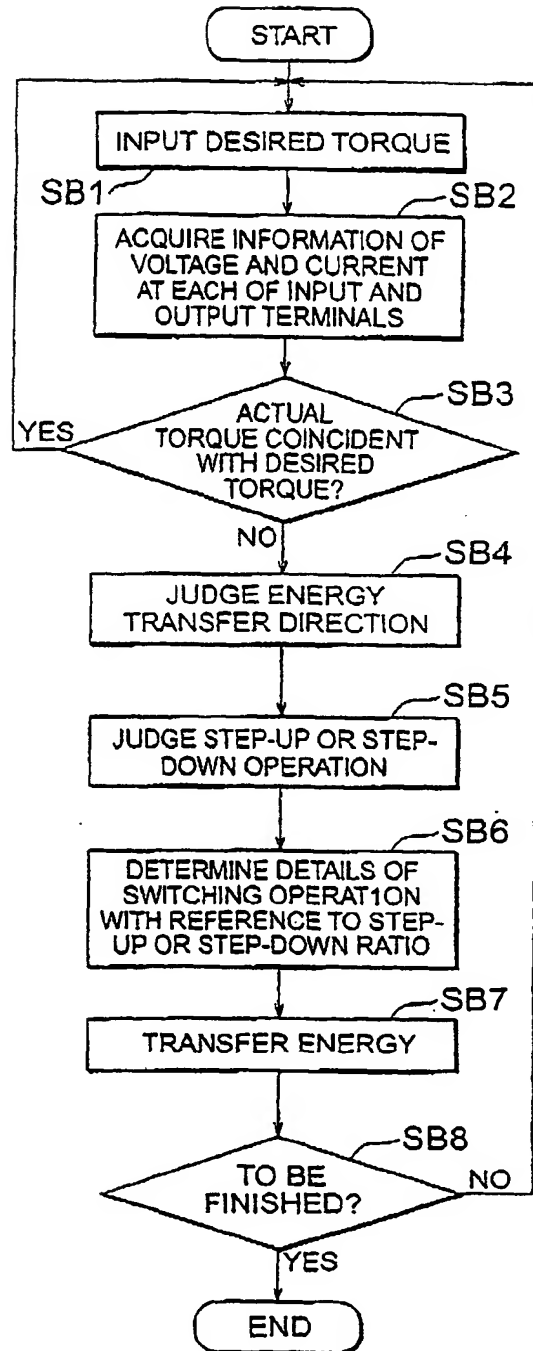 START
INPUT DESIRED TORQUE
SB1
SB2
ACQUIRE INFORMATION OF
VOLTAGE AND CURRENT
AT EACH OF INPUT AND
OUTPUT TERMINALS
SB3
YES
ACTUAL
TORQUE COINCIDENT
WITH DESIRED
TORQUE?
NO
SB4
JUDGE ENERGY
TRANSFER DIRECTION
SB5
JUDGE STEP-UP OR STEP-
DOWN OPERATION
SB6
DETERMINE DETAILS OF
SWITCHING OPERAT1ON
WITH REFERENCE TO STEP-
UP OR STEP-DOWN RATIO
SB7
TRANSFER ENERGY
SB8
TO BE
FINISHED?
NO
YES
END